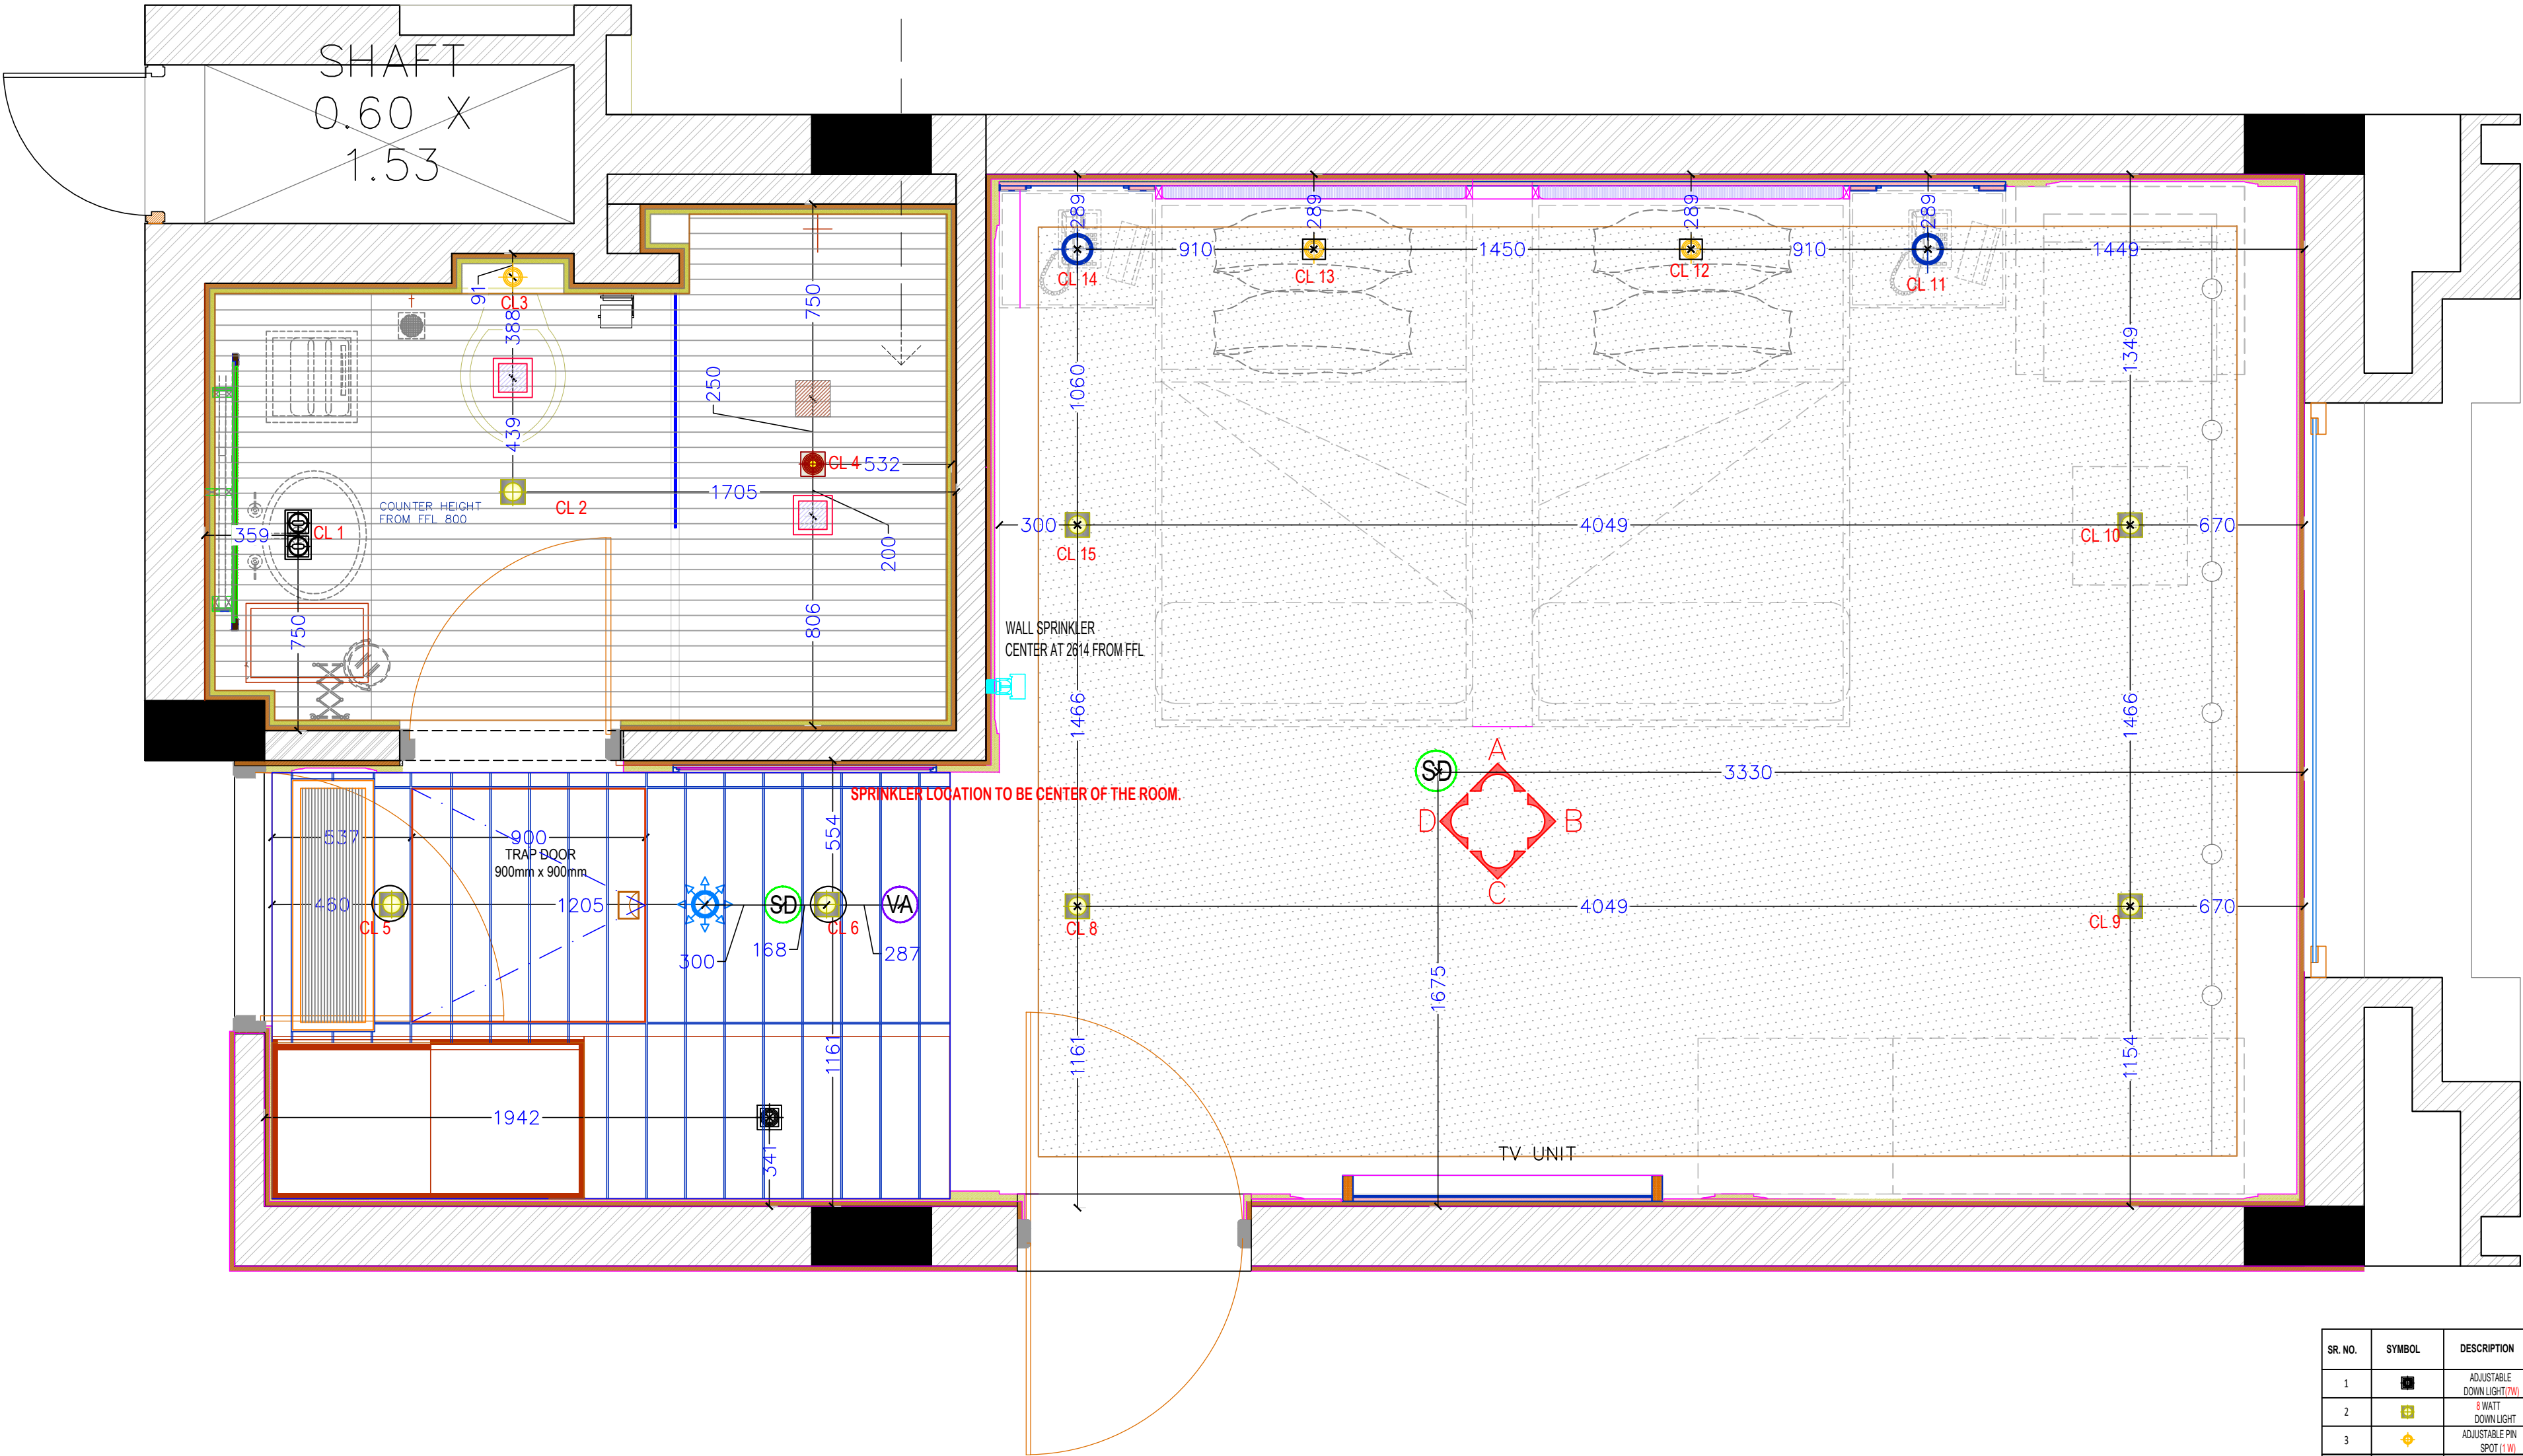 SHAFT
0.60 X
1.53
289
289
289
289
910
1450
910
1449
CL 14
CL 13
CL 12
CL 11
91
CL3
388
750
1349
250
1060
439
CL 4
532
1705
COUNTER HEIGHT
FROM FFL 800
CL 2
359
CL 1
300
4049
670
CL 15
CL 10
200
750
806
WALL SPRINKLER
CENTER AT 2614 FROM FFL
1466
1466
A
SD
3330
SPRINKLER LOCATION TO BE CENTER OF THE ROOM.
D
B
C
537
900
554
TRAP DOOR
900mm x 900mm
460
1205
SD
VA
4049
670
CL 5
CL 6
CL 8
CL 9
300
168
287
1675
1161
1161
1154
1942
341
TV UNIT
SR. NO.
SYMBOL
DESCRIPTION
1
ADJUSTABLE
DOWN LIGHT(7W)
2
8 WATT
DOWN LIGHT
3
ADJUSTABLE PIN
SPOT (1 W)